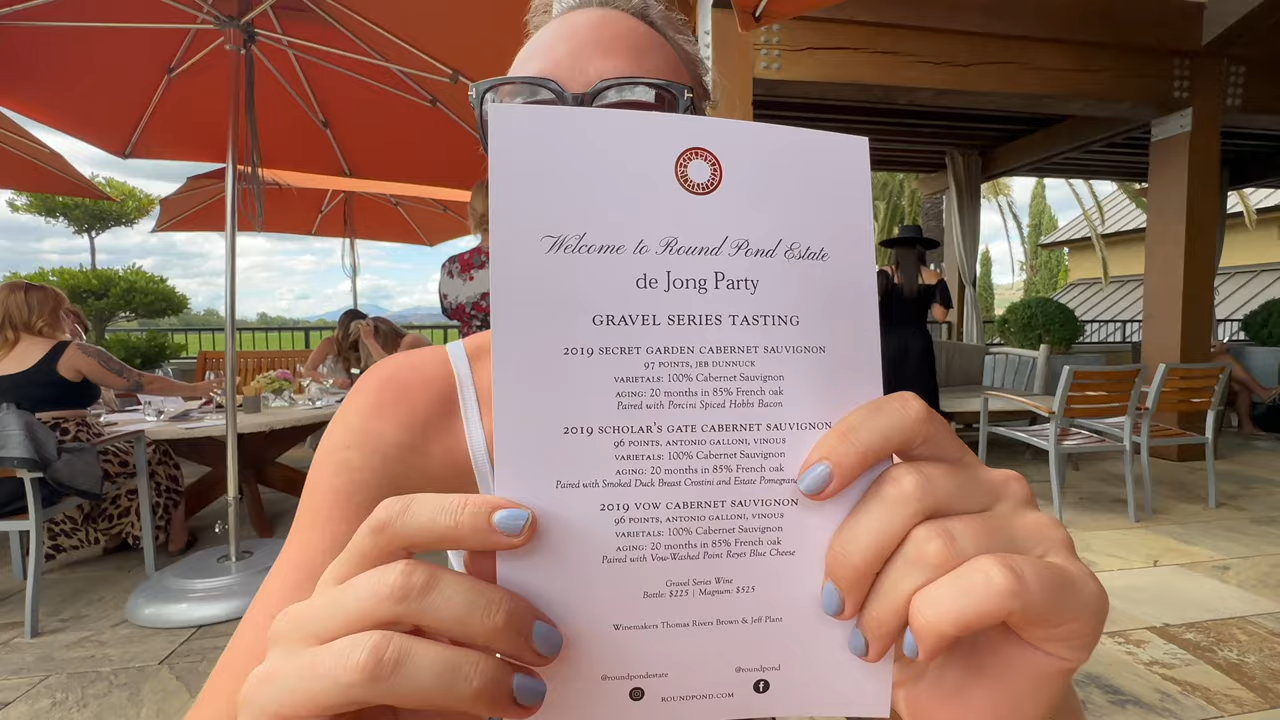 Welcome to Round Pond Estate
de Jong Party
GRAVEL SERIES TASTING
2019 SECRET GARDEN CABERNET SAUVIGNON
97 POINTS, JEB DUNNUCK
VARIETALS: 100% Cabernet Sauvignon
AGING: 20 months in 85% French oak
Paired with Porcini Spiced Hobbs Bacon
2019 SCHOLAR'S GATE CABERNET SAUVIGNON
96 POINTS, ANTONIO GALLONI, VINOUS
VARIETALS: 100% Cabernet Sauvignon
AGING: 20 months in 85% French oak
Paired with Smoked Duck Breast Crostini and Estate
2019 VOW CABERNET SAUVIGNON
96 POINTS, ANTONIO GALLONI, VINOUS
VARIETALS: 100% Cabernet Sauvignon
AGING: 20 months in 85% French oak
Paired with Vow-Washed Point Reyes Blue Cheese
Gravel Series Wine
Bottle: $225 | Magnum: $525
Winemakers Thomas Rivers Brown & Jeff Plant
@roundpondestate
@roundpond
ROUNDPOND.COM